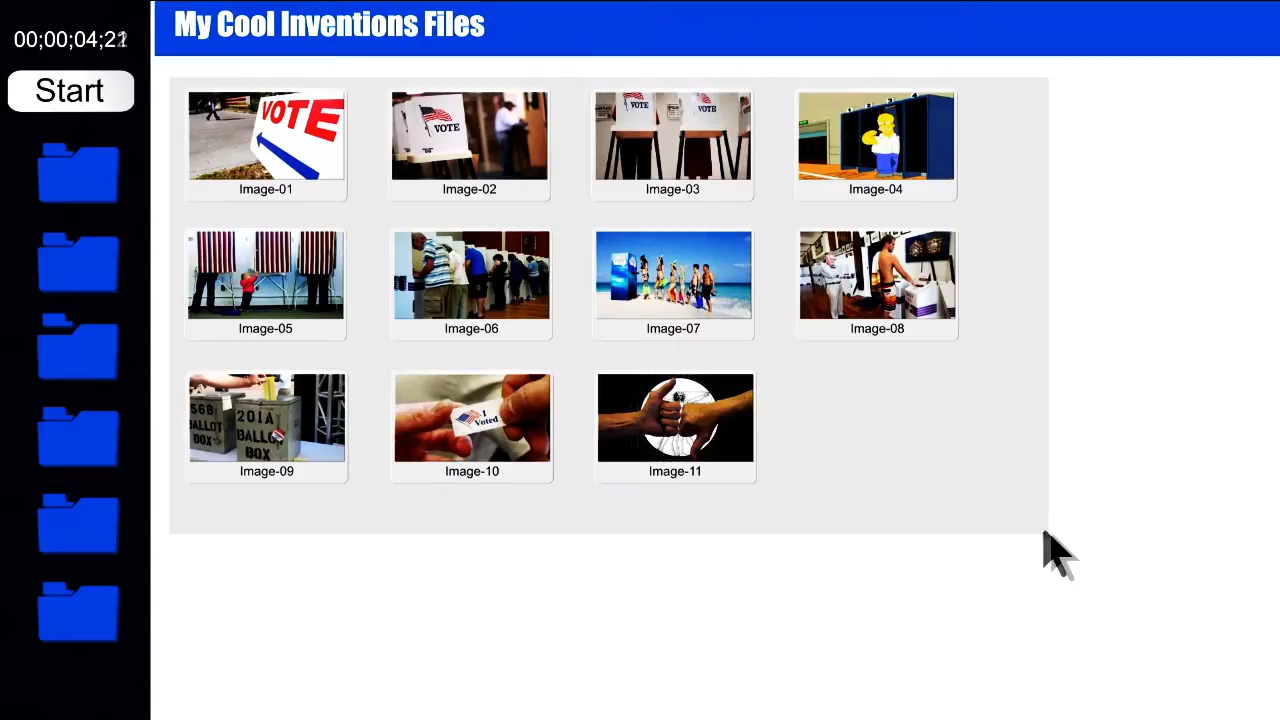 My Cool Inventions Files
00;00;04;2
Start
VOTE
VOTE
VOTE
VOTE
Image-01
Image-02
Image-03
Image-04
Image-05
Image-06
Image-07
Image-08
56B
BALLOT
BOX
201A
BALLOT
BOX
I
Voted
Image-09
Image-10
Image-11